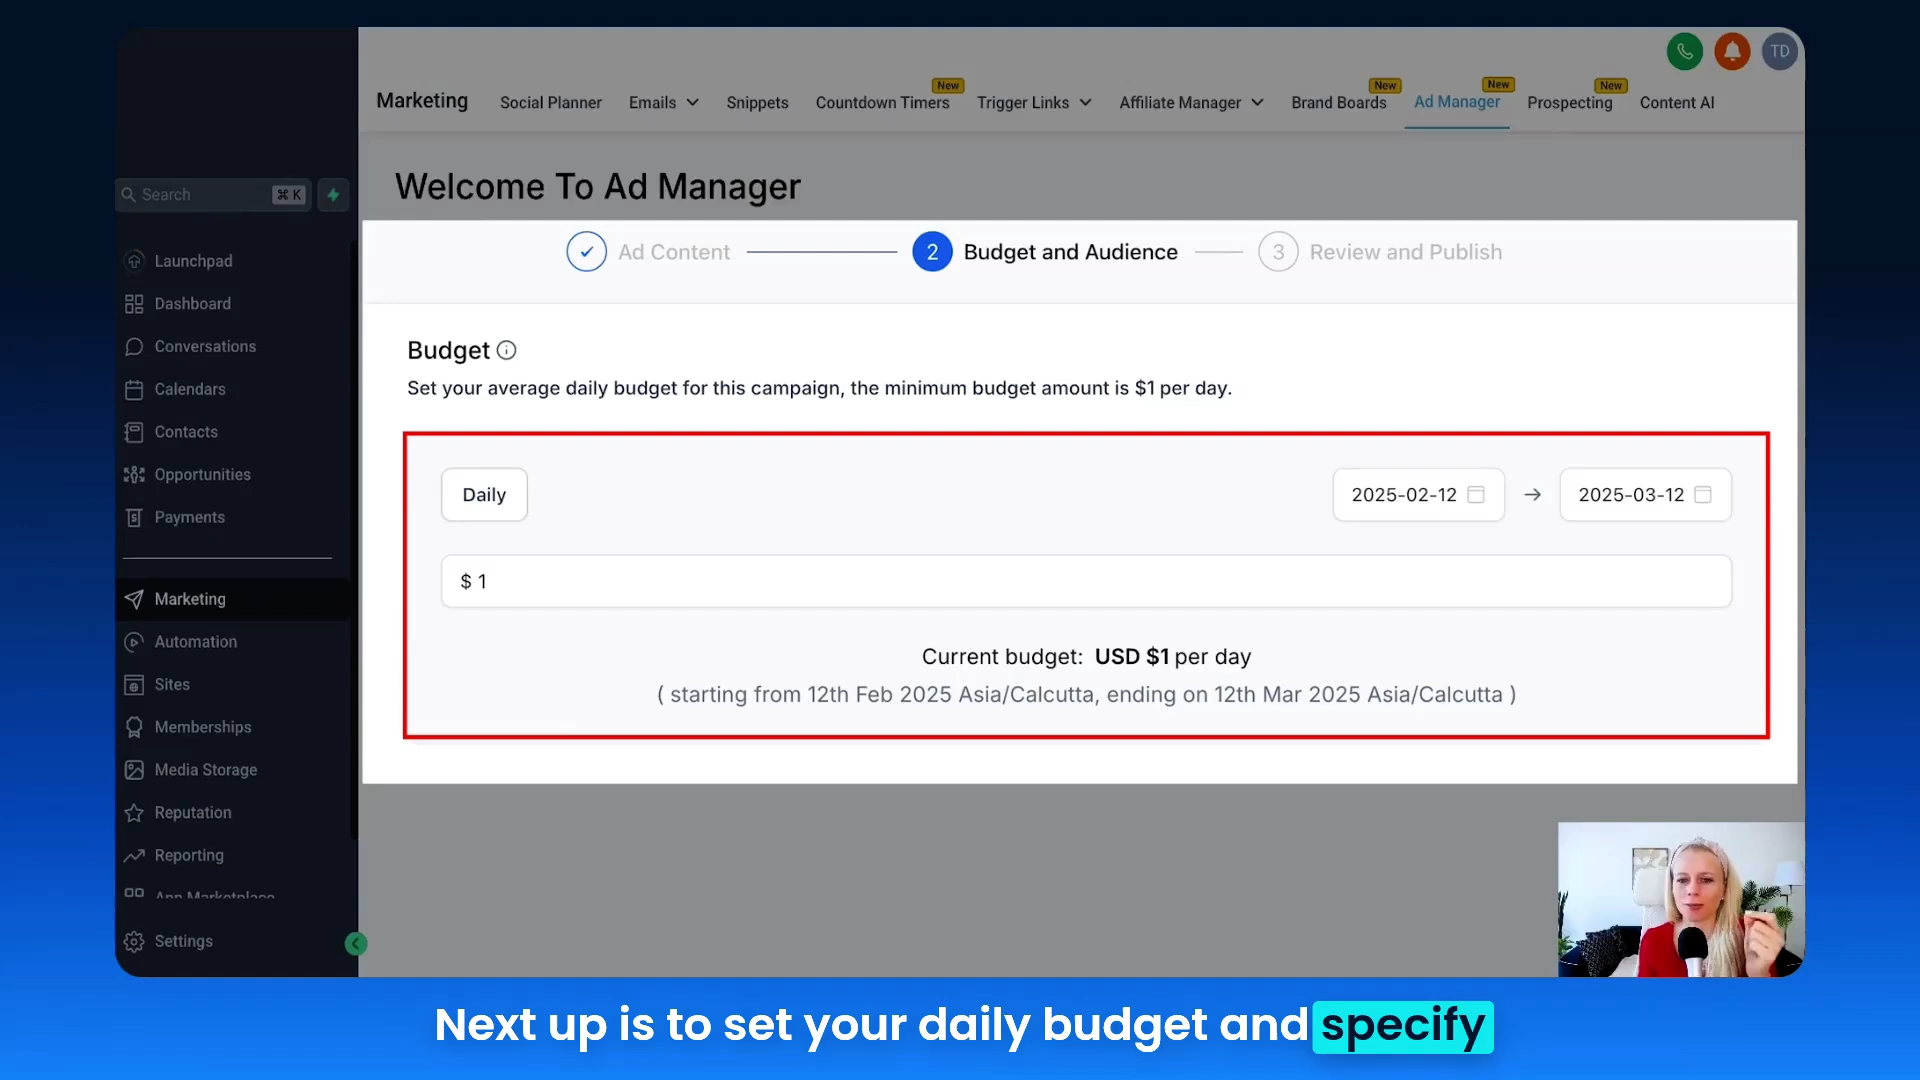 TD
Marketing
Social Planner
Emails
Snippets
Countdown Timers
New
Trigger Links
Affiliate Manager
Brand Boards
New
Ad Manager
New
Prospecting
New
Content AI
Search
⌘ K
Welcome To Ad Manager
Launchpad
Dashboard
Conversations
Calendars
Contacts
Opportunities
Payments
Marketing
Automation
Sites
Memberships
Media Storage
Reputation
Reporting
App Marketplace
Settings
Ad Content
2 Budget and Audience
3 Review and Publish
Budget
Set your average daily budget for this campaign, the minimum budget amount is $1 per day.
Daily
2025-02-12 → 2025-03-12
$ 1
Current budget: USD $1 per day
( starting from 12th Feb 2025 Asia/Calcutta, ending on 12th Mar 2025 Asia/Calcutta )
Next up is to set your daily budget and specify